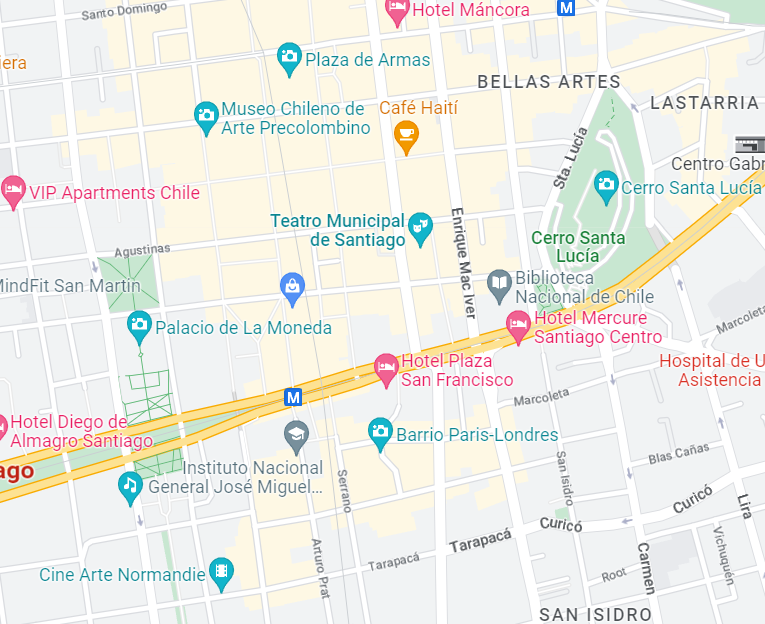 Hotel Máncora
M
Santo Domingo
iera
Plaza de Armas
BELLAS ARTES
LASTARRIA
Museo Chileno de
Arte Precolombino
Café Haití
Sta. Lucía
Centro Gabr
VIP Apartments Chile
Cerro Santa Lucía
Teatro Municipal
de Santiago
Enrique Mac Iver
Cerro Santa
Lucía
Agustinas
MindFit San Martin
Biblioteca
Nacional de Chile
Palacio de La Moneda
Hotel Mercure
Santiago Centro
Marcoleta
Hotel Plaza
San Francisco
Hospital de U
Asistencia
M
Marcoleta
Hotel Diego de
Almagro Santiago
Barrio Paris-Londres
Blas Cañas
ago
Instituto Nacional
General José Miguel...
Serrano
San Isidro
Curicó
Lira
Curicó
Tarapacá
Vichuquén
Arturo Prat
Tarapacá
Carmen
Cine Arte Normandie
Root
SAN ISIDRO